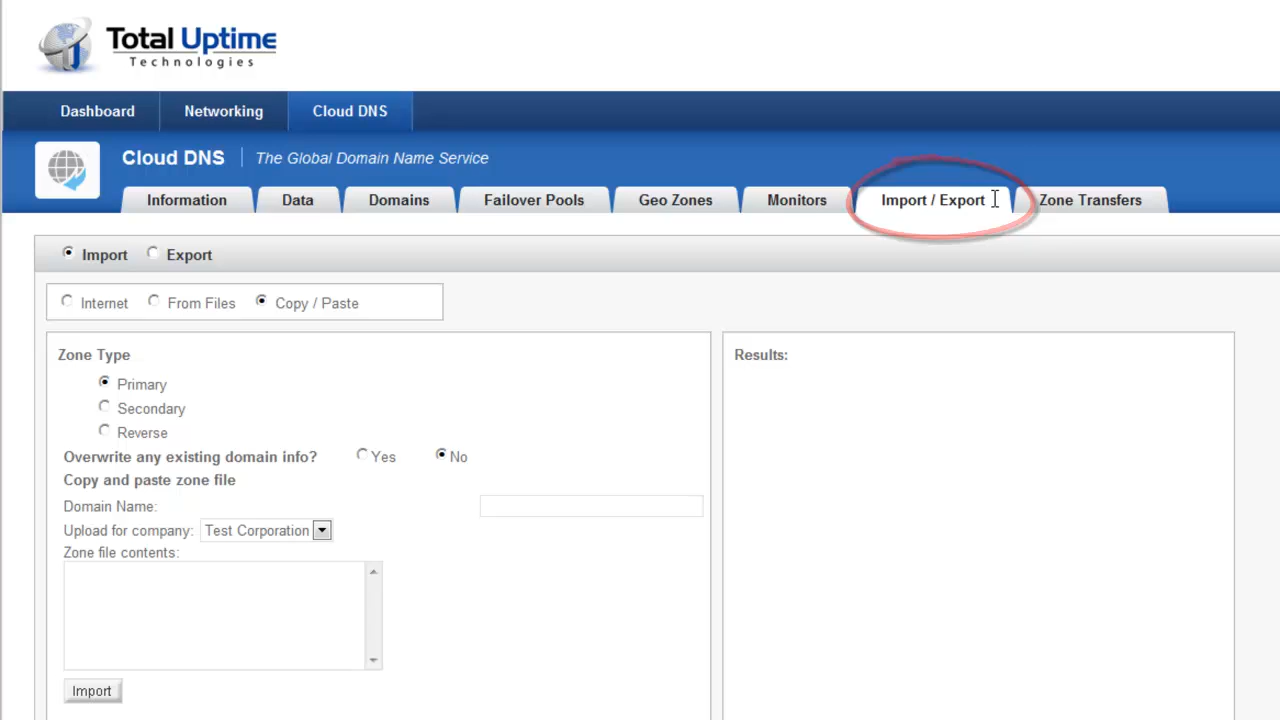 Total Uptime
Technologies
Dashboard Networking Cloud DNS
Cloud DNS The Global Domain Name Service
Information Data Domains Failover Pools Geo Zones Monitors Import / Export Zone Transfers
Import Export
Internet From Files Copy / Paste
Zone Type
Results:
Primary
Secondary
Reverse
Overwrite any existing domain info? Yes No
Copy and paste zone file
Domain Name:
Upload for company: Test Corporation
Zone file contents:
Import